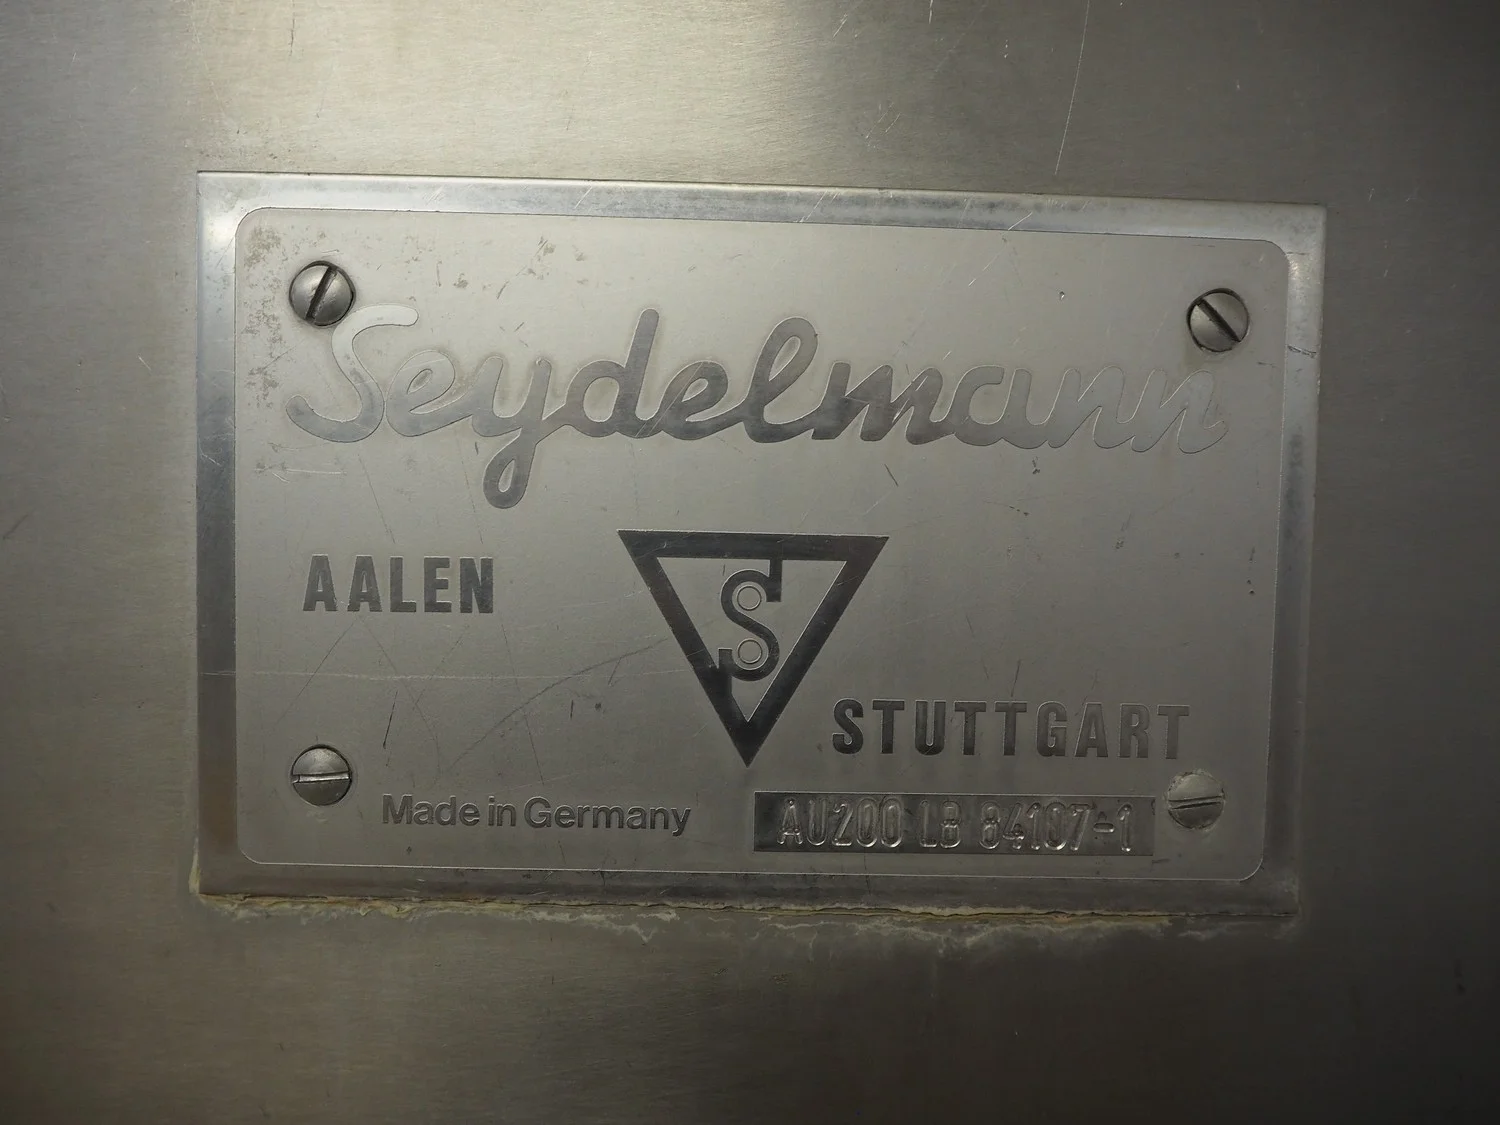 Seydelmann
AALEN
S
STUTTGART
Made in Germany
AU200 LB 84107-1